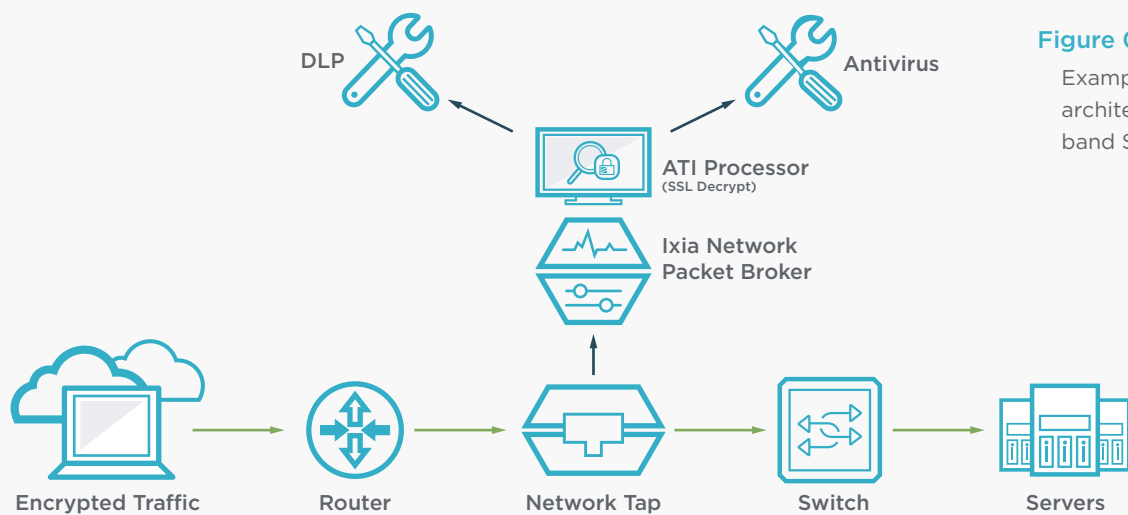 DLP
Antivirus
Figure
Examp
archite
band S
ATI Processor
(SSL Decrypt)
Ixia Network
Packet Broker
Encrypted Traffic
Router
Network Tap
Switch
Servers